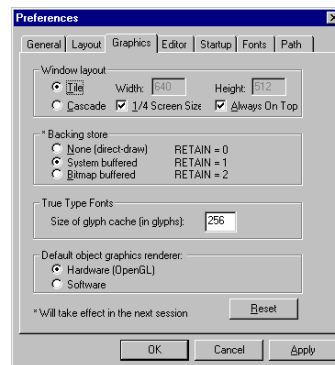 Preferences
General Layout Graphics Editor Startup Fonts Path
Window layout
Tile Width: 640 Height: 512
Cascade 1/4 Screen Size Always On Top
* Backing store
None (direct-draw) RETAIN = 0
System buffered RETAIN = 1
Bitmap buffered RETAIN = 2
True Type Fonts
Size of glyph cache (in glyphs): 256
Default object graphics renderer:
Hardware (OpenGL)
Software
* Will take effect in the next session Reset
OK Cancel Apply